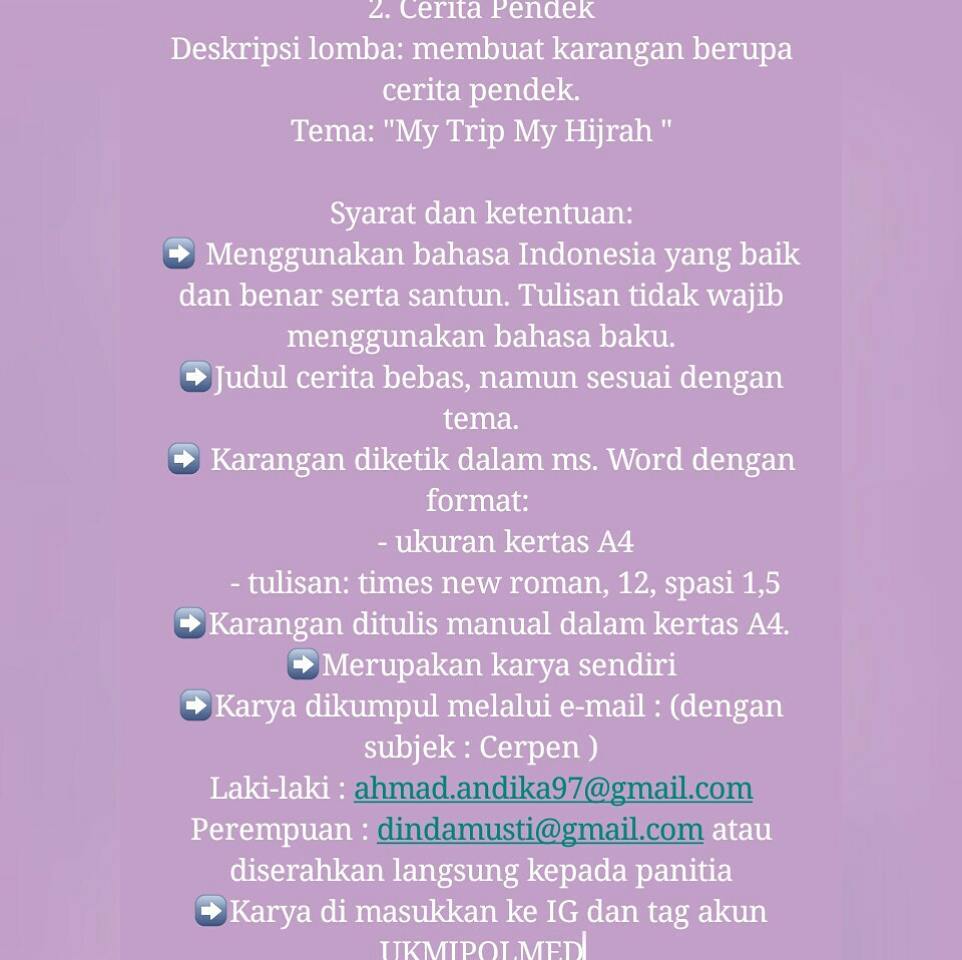 2. Cerita Pendek
Deskripsi lomba: membuat karangan berupa
cerita pendek.
Tema: "My Trip My Hijrah "
Syarat dan ketentuan:
➡ Menggunakan bahasa Indonesia yang baik
dan benar serta santun. Tulisan tidak wajib
menggunakan bahasa baku.
➡Judul cerita bebas, namun sesuai dengan
tema.
➡ Karangan diketik dalam ms. Word dengan
format:
- ukuran kertas A4
- tulisan: times new roman, 12, spasi 1,5
➡Karangan ditulis manual dalam kertas A4.
➡Merupakan karya sendiri
➡Karya dikumpul melalui e-mail : (dengan
subjek : Cerpen )
Laki-laki : ahmad.andika97@gmail.com
Perempuan : dindamusti@gmail.com atau
diserahkan langsung kepada panitia
➡Karya di masukkan ke IG dan tag akun
UKMIPOLMED